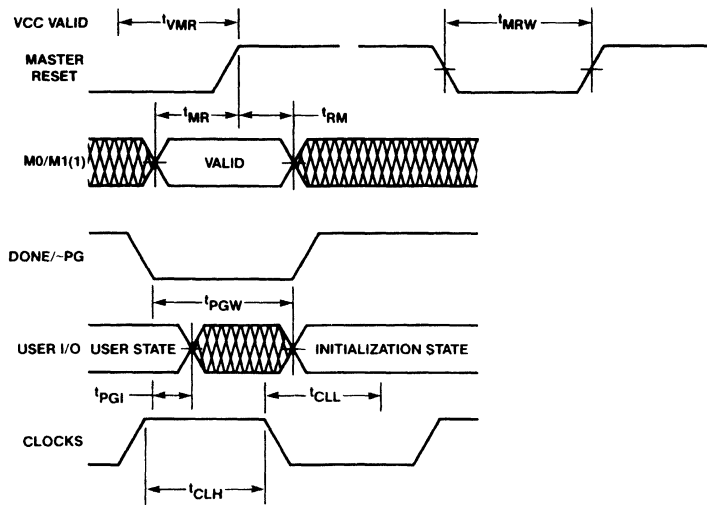 VCC VALID
tVMR
tMRW
MASTER
RESET
tMR
tRM
M0/M1(1)
VALID
DONE/~PG
tPGW
USER I/O
USER STATE
INITIALIZATION STATE
tPGI
tCLL
CLOCKS
tCLH